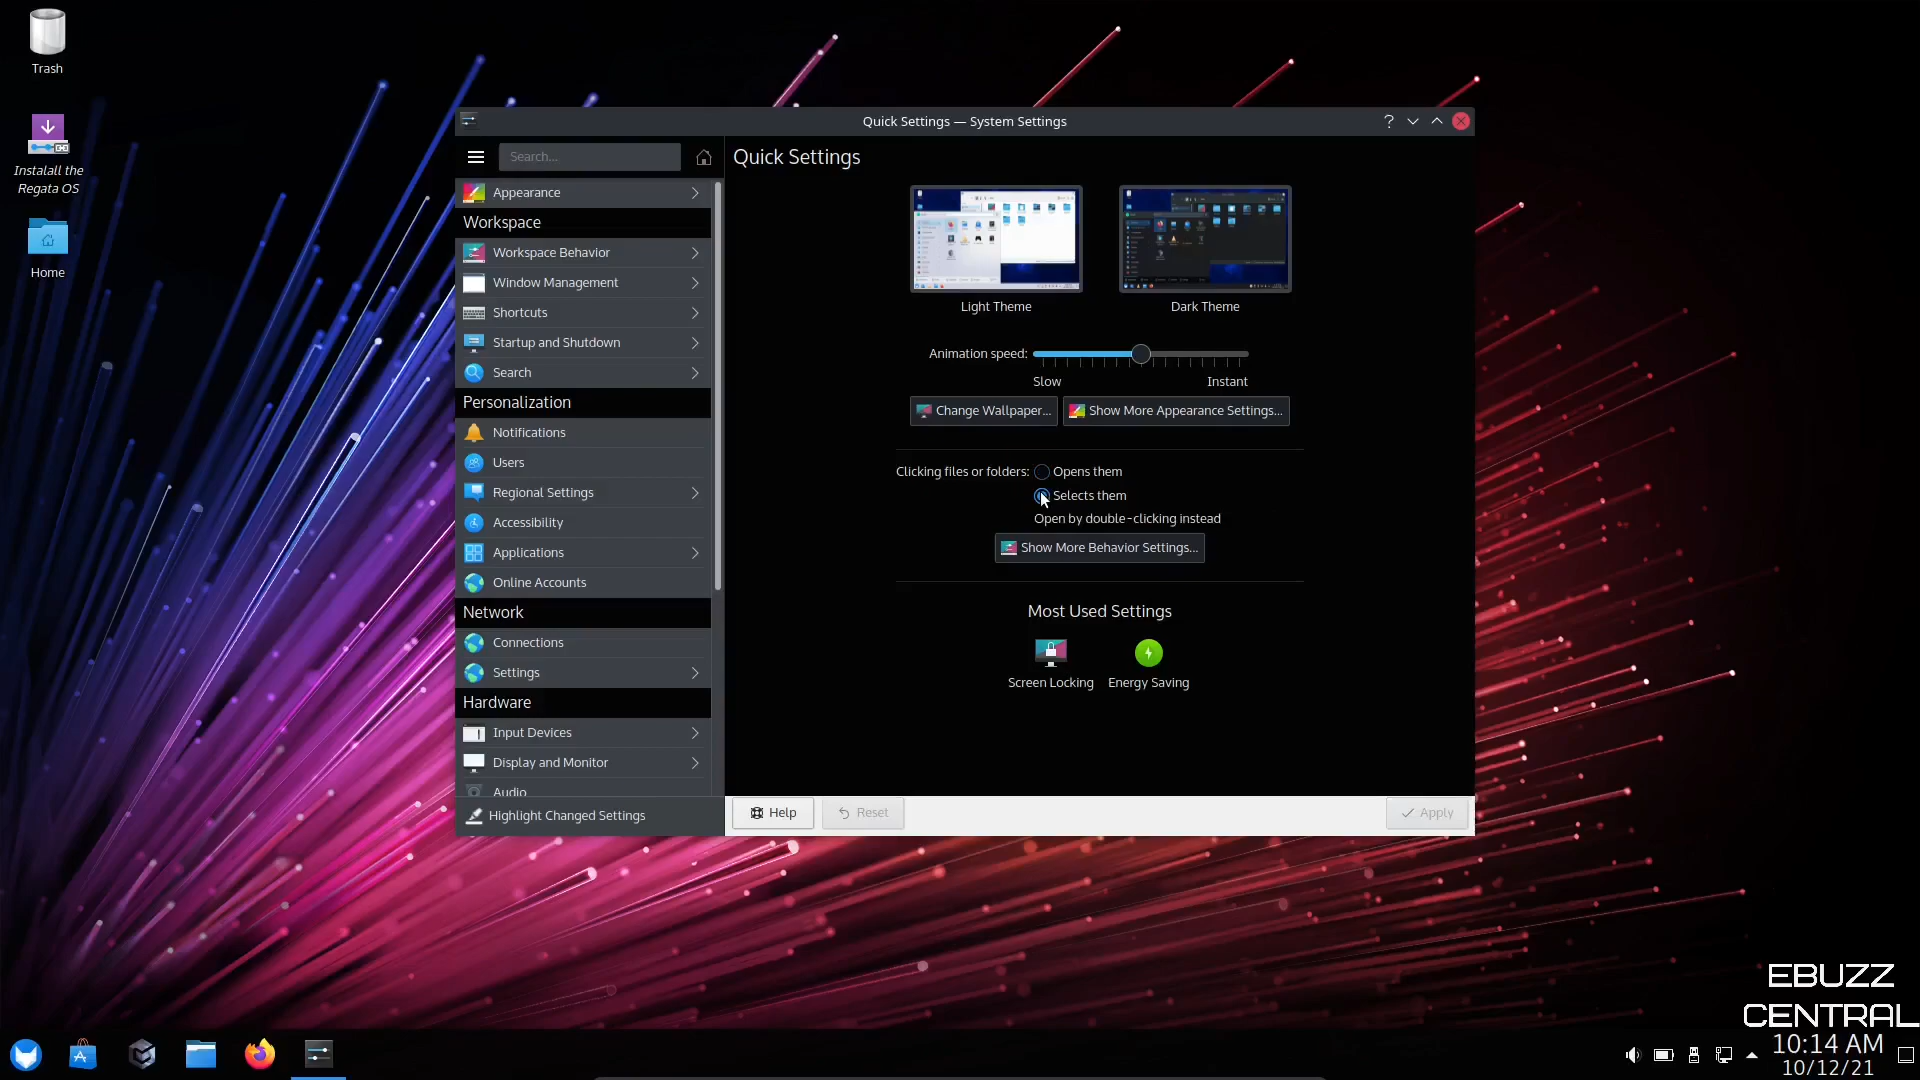 Trash
Instalall the
Regata OS
Home
Quick Settings — System Settings
?
Search...
Appearance
Workspace
Workspace Behavior
Window Management
Shortcuts
Startup and Shutdown
Search
Personalization
Notifications
Users
Regional Settings
Accessibility
Applications
Online Accounts
Network
Connections
Settings
Hardware
Input Devices
Display and Monitor
Audio
Highlight Changed Settings
Quick Settings
Light Theme
Dark Theme
Animation speed:
Slow
Instant
Change Wallpaper...
Show More Appearance Settings...
Clicking files or folders:
Opens them
Selects them
Open by double-clicking instead
Show More Behavior Settings...
Most Used Settings
Screen Locking
Energy Saving
Help
Reset
Apply
EBUZZ
CENTRAL
10:14 AM
10/12/21